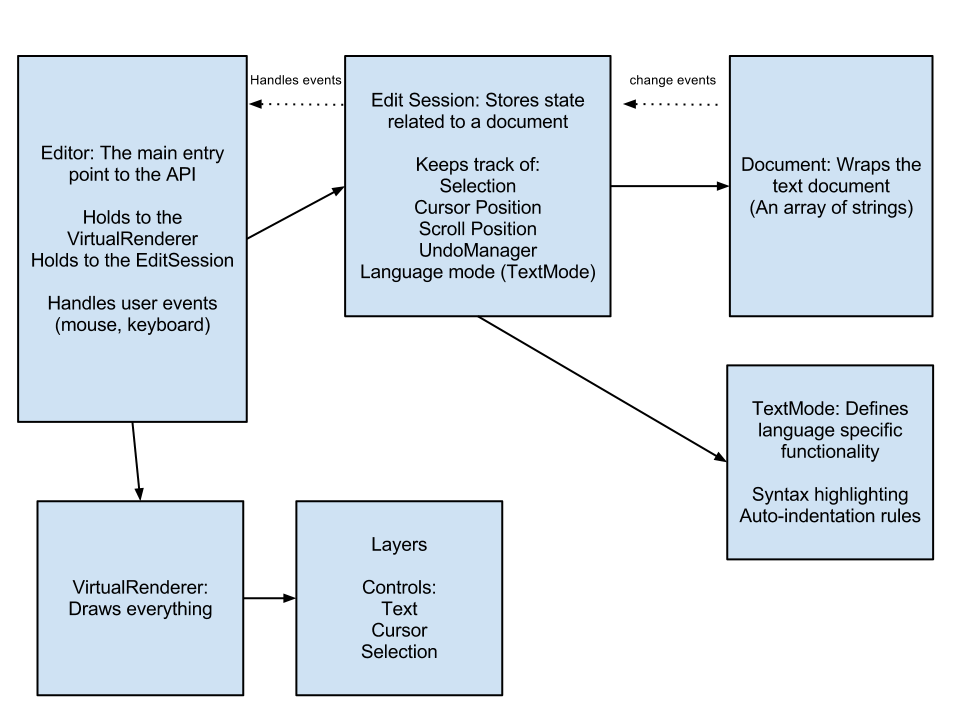 Editor: The main entry
point to the API
Holds to the
VirtualRenderer
Holds to the EditSession
Handles user events
(mouse, keyboard)
Handles events
Edit Session: Stores state
related to a document
Keeps track of:
Selection
Cursor Position
Scroll Position
UndoManager
Language mode (TextMode)
change events
Document: Wraps the
text document
(An array of strings)
TextMode: Defines
language specific
functionality
Syntax highlighting
Auto-indentation rules
VirtualRenderer:
Draws everything
Layers
Controls:
Text
Cursor
Selection